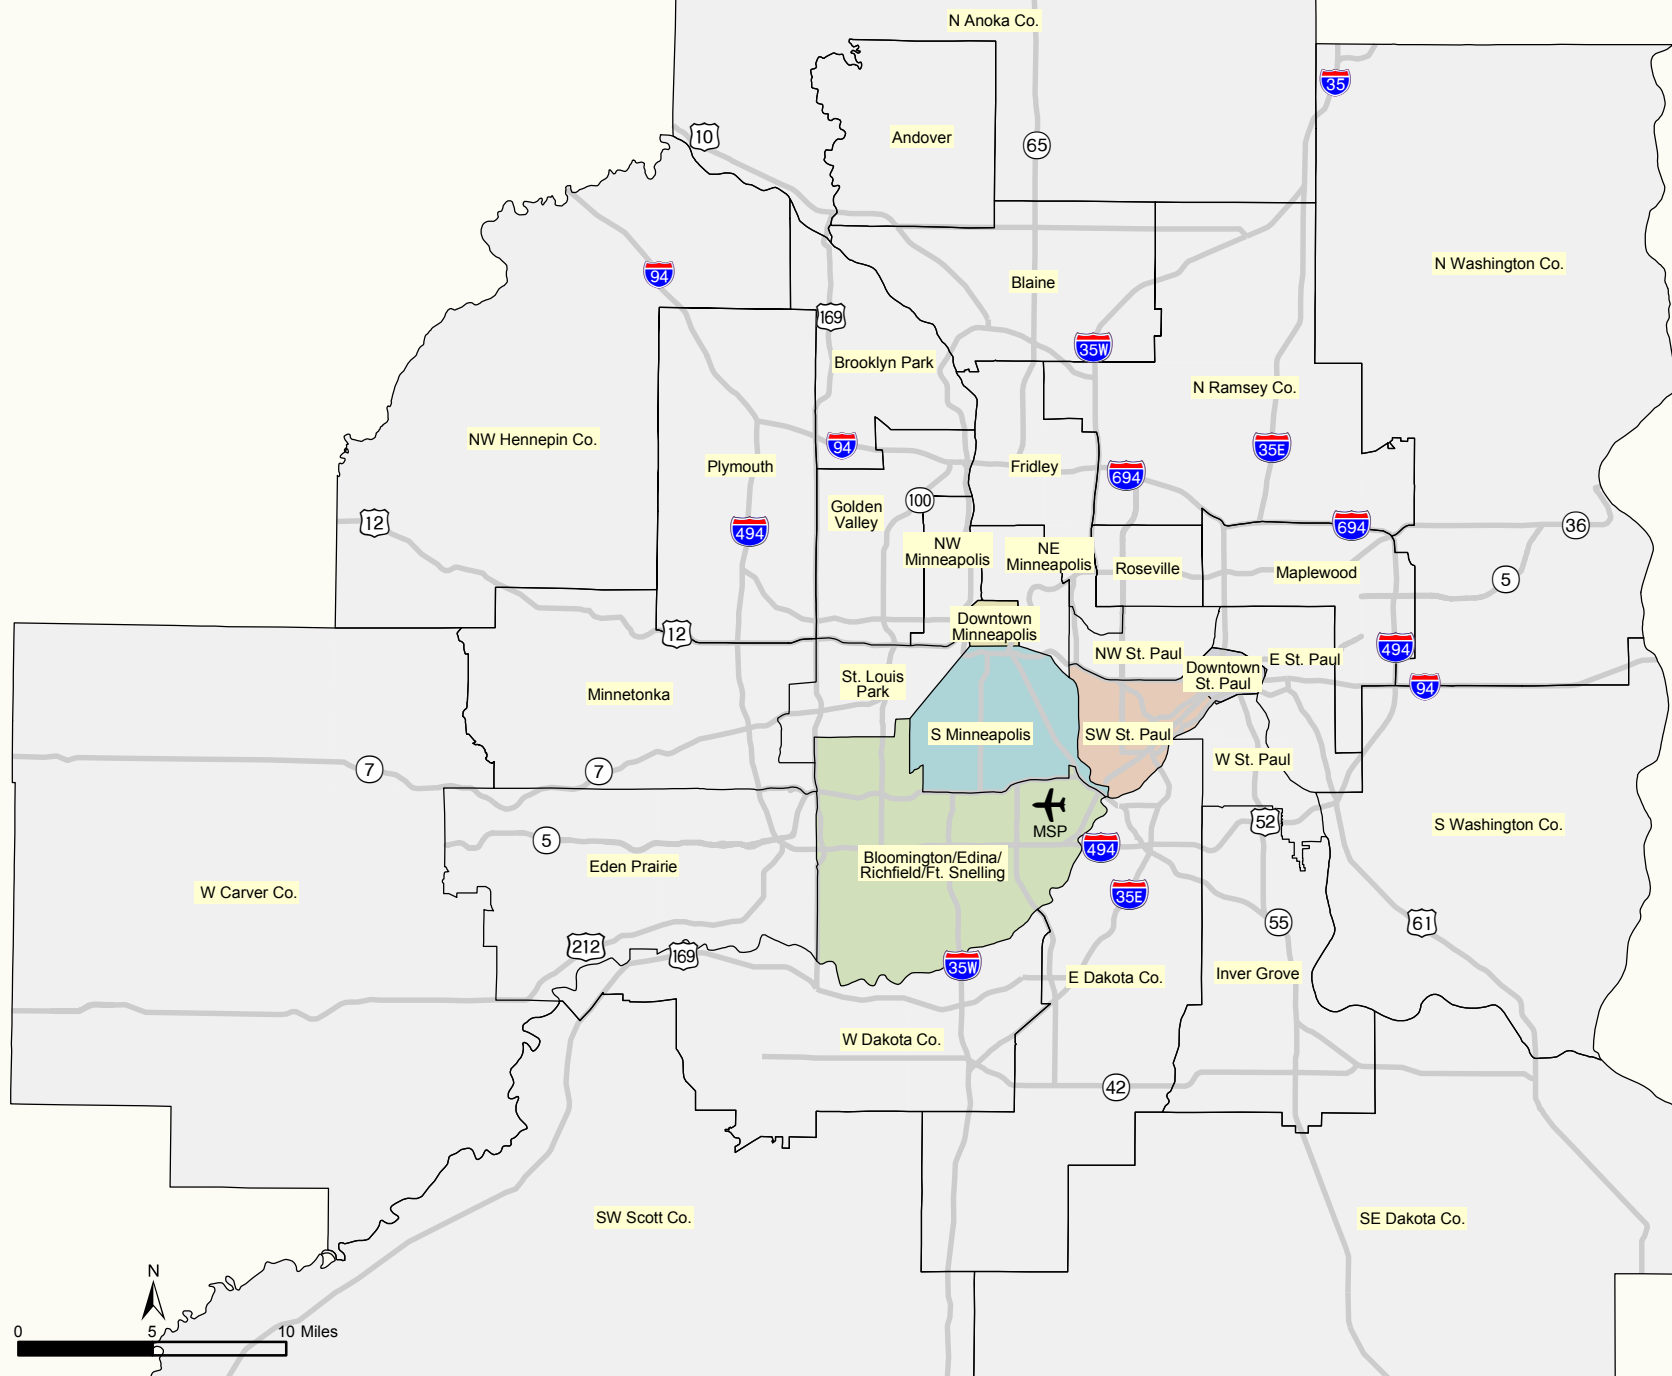 N Anoka Co.
35
10
Andover
65
N Washington Co.
94
Blaine
169
35W
Brooklyn Park
N Ramsey Co.
NW Hennepin Co.
94
35E
Plymouth
Fridley
694
100
Golden
Valley
12
494
694
36
NW
Minneapolis
NE
Minneapolis
Roseville
Maplewood
5
Downtown
Minneapolis
12
494
NW St. Paul
E St. Paul
Downtown
St. Paul
St. Louis
Park
94
Minnetonka
S Minneapolis
SW St. Paul
W St. Paul
7
7
MSP
52
S Washington Co.
5
494
Bloomington/Edina/
Richfield/Ft. Snelling
Eden Prairie
W Carver Co.
35E
55
61
212
169
35W
E Dakota Co.
Inver Grove
W Dakota Co.
42
SW Scott Co.
SE Dakota Co.
N
0 5 10 Miles